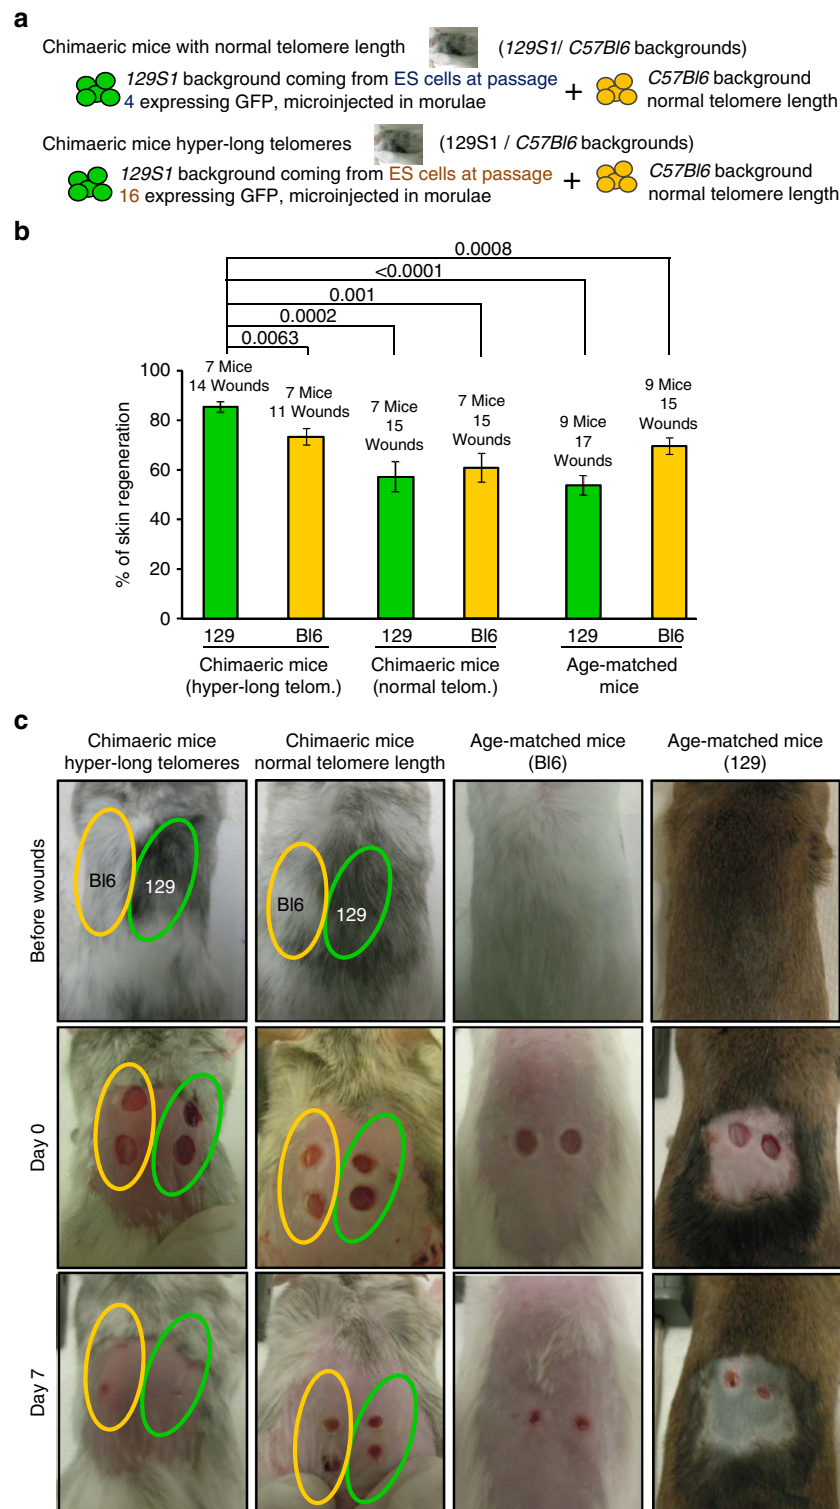 a
Chimaeric mice with normal telomere length (129S1/ C57Bl6 backgrounds)
129S1 background coming from ES cells at passage
4 expressing GFP, microinjected in morulae
+
C57Bl6 background
normal telomere length
Chimaeric mice hyper-long telomeres (129S1 / C57Bl6 backgrounds)
129S1 background coming from ES cells at passage
16 expressing GFP, microinjected in morulae
+
C57Bl6 background
normal telomere length
b
0.0008
<0.0001
0.001
0.0002
0.0063
% of skin regeneration
100
80
60
40
20
0
7 Mice
14 Wounds
7 Mice
11 Wounds
7 Mice
15
Wounds
7 Mice
15
Wounds
9 Mice
17
Wounds
9 Mice
15
Wounds
129 Bl6 129 Bl6 129 Bl6
Chimaeric mice
(hyper-long telom.)
Chimaeric mice
(normal telom.)
Age-matched
mice
c
Chimaeric mice
hyper-long telomeres
Chimaeric mice
normal telomere length
Age-matched mice
(Bl6)
Age-matched mice
(129)
Before wounds
Bl6
129
Bl6
129
Day 0
Day 7